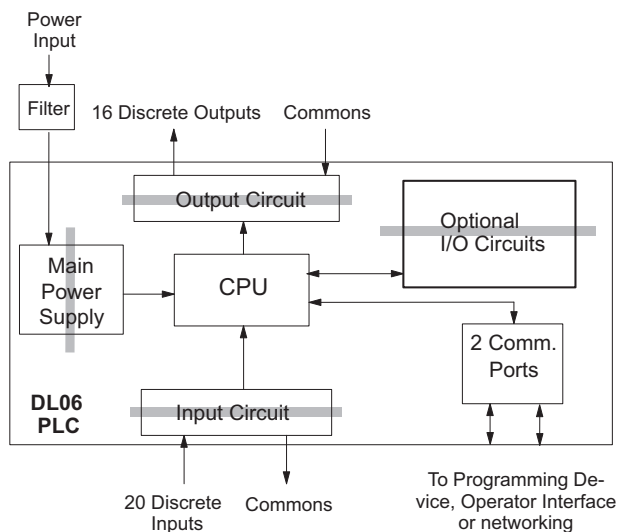 Power
Input
Filter
16 Discrete Outputs
Commons
Output Circuit
Optional
I/O Circuits
Main
Power
Supply
CPU
2 Comm.
Ports
DL06
PLC
Input Circuit
20 Discrete
Inputs
Commons
To Programming De-
vice, Operator Interface
or networking